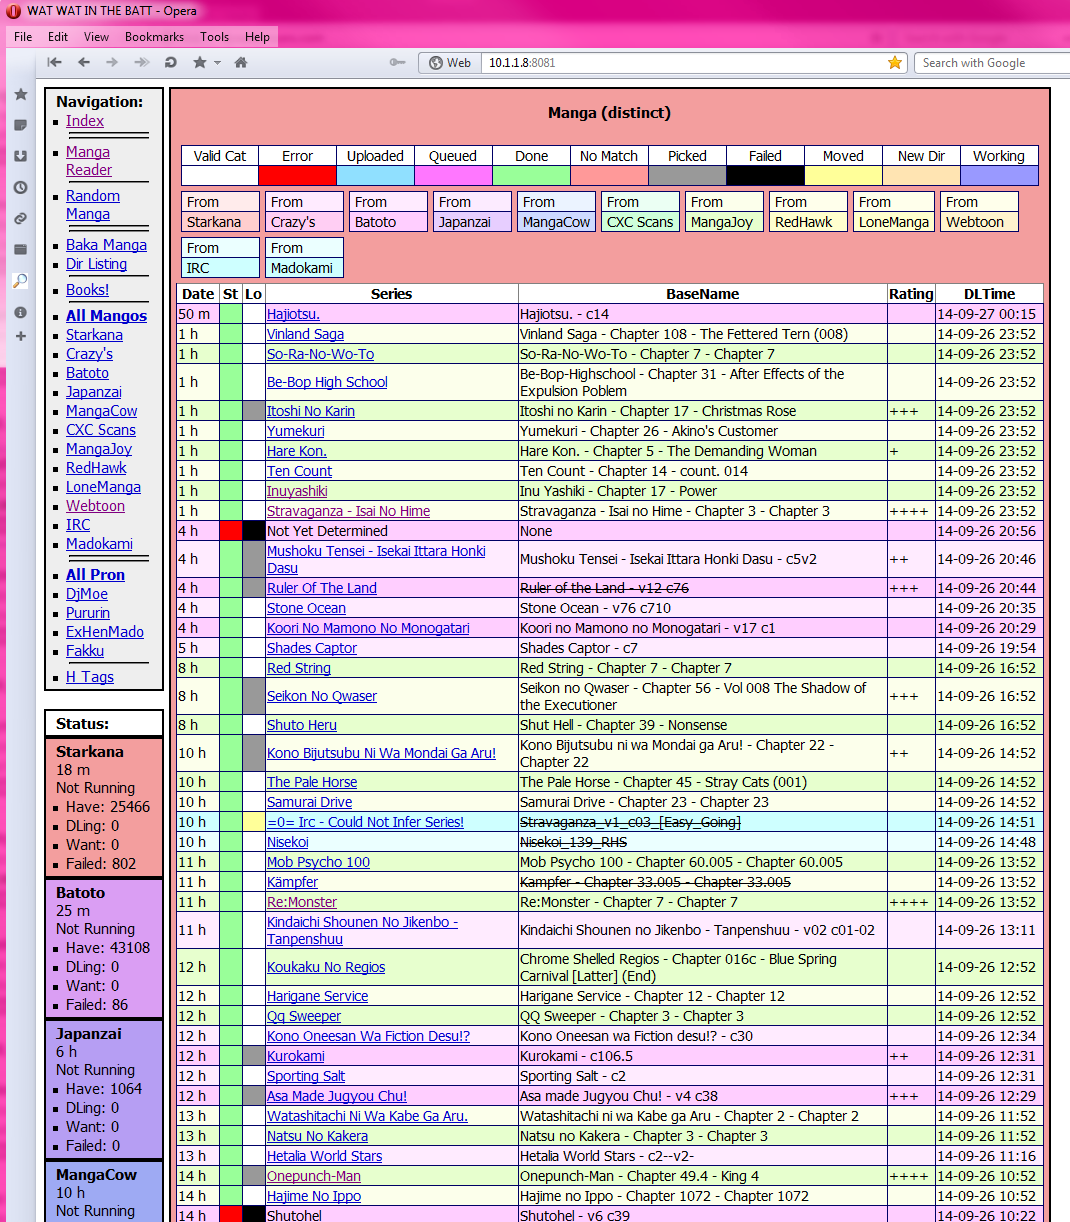 WAT WAT IN THE BATT - Opera
File Edit View Bookmarks Tools Help
Web 10.1.1.8:8081 Search with Google
Navigation:
Index
Manga
Reader
Random
Manga
Baka Manga
Dir Listing
Books!
All Mangos
Starkana
Crazy's
Batoto
Japanzai
MangaCow
CXC Scans
MangaJoy
RedHawk
LoneManga
Webtoon
IRC
Madokami
All Pron
DjMoe
Pururin
ExHenMado
Fakku
H Tags
Status:
Starkana
18 m
Not Running
Have: 25466
DLing: 0
Want: 0
Failed: 802
Batoto
25 m
Not Running
Have: 43108
DLing: 0
Want: 0
Failed: 86
Japanzai
6 h
Not Running
Have: 1064
DLing: 0
Want: 0
Failed: 0
MangaCow
10 h
Not Running
Manga (distinct)
Valid Cat Error Uploaded Queued Done No Match Picked Failed Moved New Dir Working
From From From From From From From From From From
Starkana Crazy's Batoto Japanzai MangaCow CXC Scans MangaJoy RedHawk LoneManga Webtoon
From From
IRC Madokami
Date St Lo Series BaseName Rating DLTime
50 m Hajiotsu. Hajiotsu. - c14 14-09-27 00:15
1 h Vinland Saga Vinland Saga - Chapter 108 - The Fettered Tern (008) 14-09-26 23:52
1 h So-Ra-No-Wo-To So-Ra-No-Wo-To - Chapter 7 - Chapter 7 14-09-26 23:52
1 h Be-Bop High School Be-Bop-Highschool - Chapter 31 - After Effects of the
Expulsion Poblem 14-09-26 23:52
1 h Itoshi No Karin Itoshi no Karin - Chapter 17 - Christmas Rose +++ 14-09-26 23:52
1 h Yumekuri Yumekuri - Chapter 26 - Akino's Customer 14-09-26 23:52
1 h Hare Kon. Hare Kon. - Chapter 5 - The Demanding Woman + 14-09-26 23:52
1 h Ten Count Ten Count - Chapter 14 - count. 014 14-09-26 23:52
1 h Inuyashiki Inu Yashiki - Chapter 17 - Power 14-09-26 23:52
1 h Stravaganza - Isai No Hime Stravaganza - Isai no Hime - Chapter 3 - Chapter 3 ++++ 14-09-26 23:52
4 h Not Yet Determined None 14-09-26 20:56
4 h Mushoku Tensei - Isekai Ittara Honki
Dasu Mushoku Tensei - Isekai Ittara Honki Dasu - c5v2 ++ 14-09-26 20:46
4 h Ruler Of The Land Ruler of the Land - v12 c76 +++ 14-09-26 20:44
4 h Stone Ocean Stone Ocean - v76 c710 14-09-26 20:35
4 h Koori No Mamono No Monogatari Koori no Mamono no Monogatari - v17 c1 14-09-26 20:29
5 h Shades Captor Shades Captor - c7 14-09-26 19:54
8 h Red String Red String - Chapter 7 - Chapter 7 14-09-26 16:52
8 h Seikon No Qwaser Seikon no Qwaser - Chapter 56 - Vol 008 The Shadow of
the Executioner +++ 14-09-26 16:52
8 h Shuto Heru Shut Hell - Chapter 39 - Nonsense 14-09-26 16:52
10 h Kono Bijutsubu Ni Wa Mondai Ga Aru! Kono Bijutsubu ni wa Mondai ga Aru! - Chapter 22 -
Chapter 22 ++ 14-09-26 14:52
10 h The Pale Horse The Pale Horse - Chapter 45 - Stray Cats (001) 14-09-26 14:52
10 h Samurai Drive Samurai Drive - Chapter 23 - Chapter 23 14-09-26 14:52
10 h =0= Irc - Could Not Infer Series! Stravaganza_v1_c03_[Easy_Going] 14-09-26 14:51
10 h Nisekoi Nisekoi_139_RHS 14-09-26 14:48
11 h Mob Psycho 100 Mob Psycho 100 - Chapter 60.005 - Chapter 60.005 14-09-26 13:52
11 h Kämpfer Kampfer - Chapter 33.005 - Chapter 33.005 14-09-26 13:52
11 h Re:Monster Re:Monster - Chapter 7 - Chapter 7 ++++ 14-09-26 13:52
11 h Kindaichi Shounen No Jikenbo -
Tanpenshuu Kindaichi Shounen no Jikenbo - Tanpenshuu - v02 c01-02 14-09-26 13:11
12 h Koukaku No Regios Chrome Shelled Regios - Chapter 016c - Blue Spring
Carnival [Latter] (End) 14-09-26 12:52
12 h Harigane Service Harigane Service - Chapter 12 - Chapter 12 14-09-26 12:52
12 h Qq Sweeper QQ Sweeper - Chapter 3 - Chapter 3 14-09-26 12:52
12 h Kono Oneesan Wa Fiction Desu!? Kono Oneesan wa Fiction desu!? - c30 14-09-26 12:34
12 h Kurokami Kurokami - c106.5 ++ 14-09-26 12:31
12 h Sporting Salt Sporting Salt - c2 14-09-26 12:31
12 h Asa Made Jugyou Chu! Asa made Jugyou Chu! - v4 c38 +++ 14-09-26 12:29
13 h Watashitachi Ni Wa Kabe Ga Aru. Watashitachi ni wa Kabe ga Aru - Chapter 2 - Chapter 2 14-09-26 11:52
13 h Natsu No Kakera Natsu no Kakera - Chapter 3 - Chapter 3 14-09-26 11:52
13 h Hetalia World Stars Hetalia World Stars - c2--v2- 14-09-26 11:16
14 h Onepunch-Man Onepunch-Man - Chapter 49.4 - King 4 ++++ 14-09-26 10:52
14 h Hajime No Ippo Hajime no Ippo - Chapter 1072 - Chapter 1072 14-09-26 10:52
14 h Shutohel Shutohel - v6 c39 14-09-26 10:22